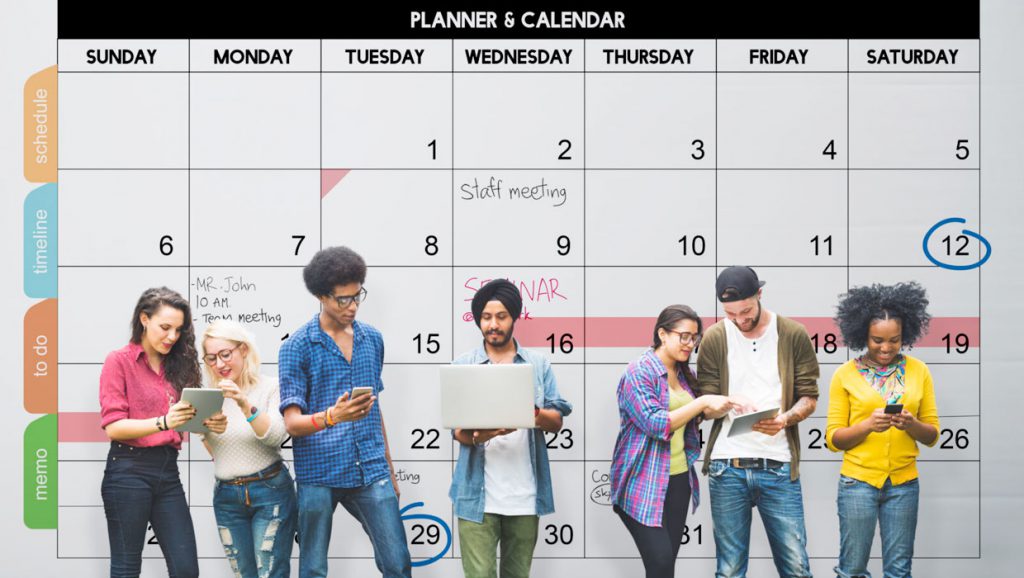 PLANNER & CALENDAR
SUNDAY MONDAY TUESDAY WEDNESDAY THURSDAY FRIDAY SATURDAY
schedule
1 2 3 4 5
timeline
Staff meeting
6 7 8 9 10 11 12
-MR. John
10 AM.
- Team meeting
to do
15 16 18 19
22 23 26
memo
29 30 31